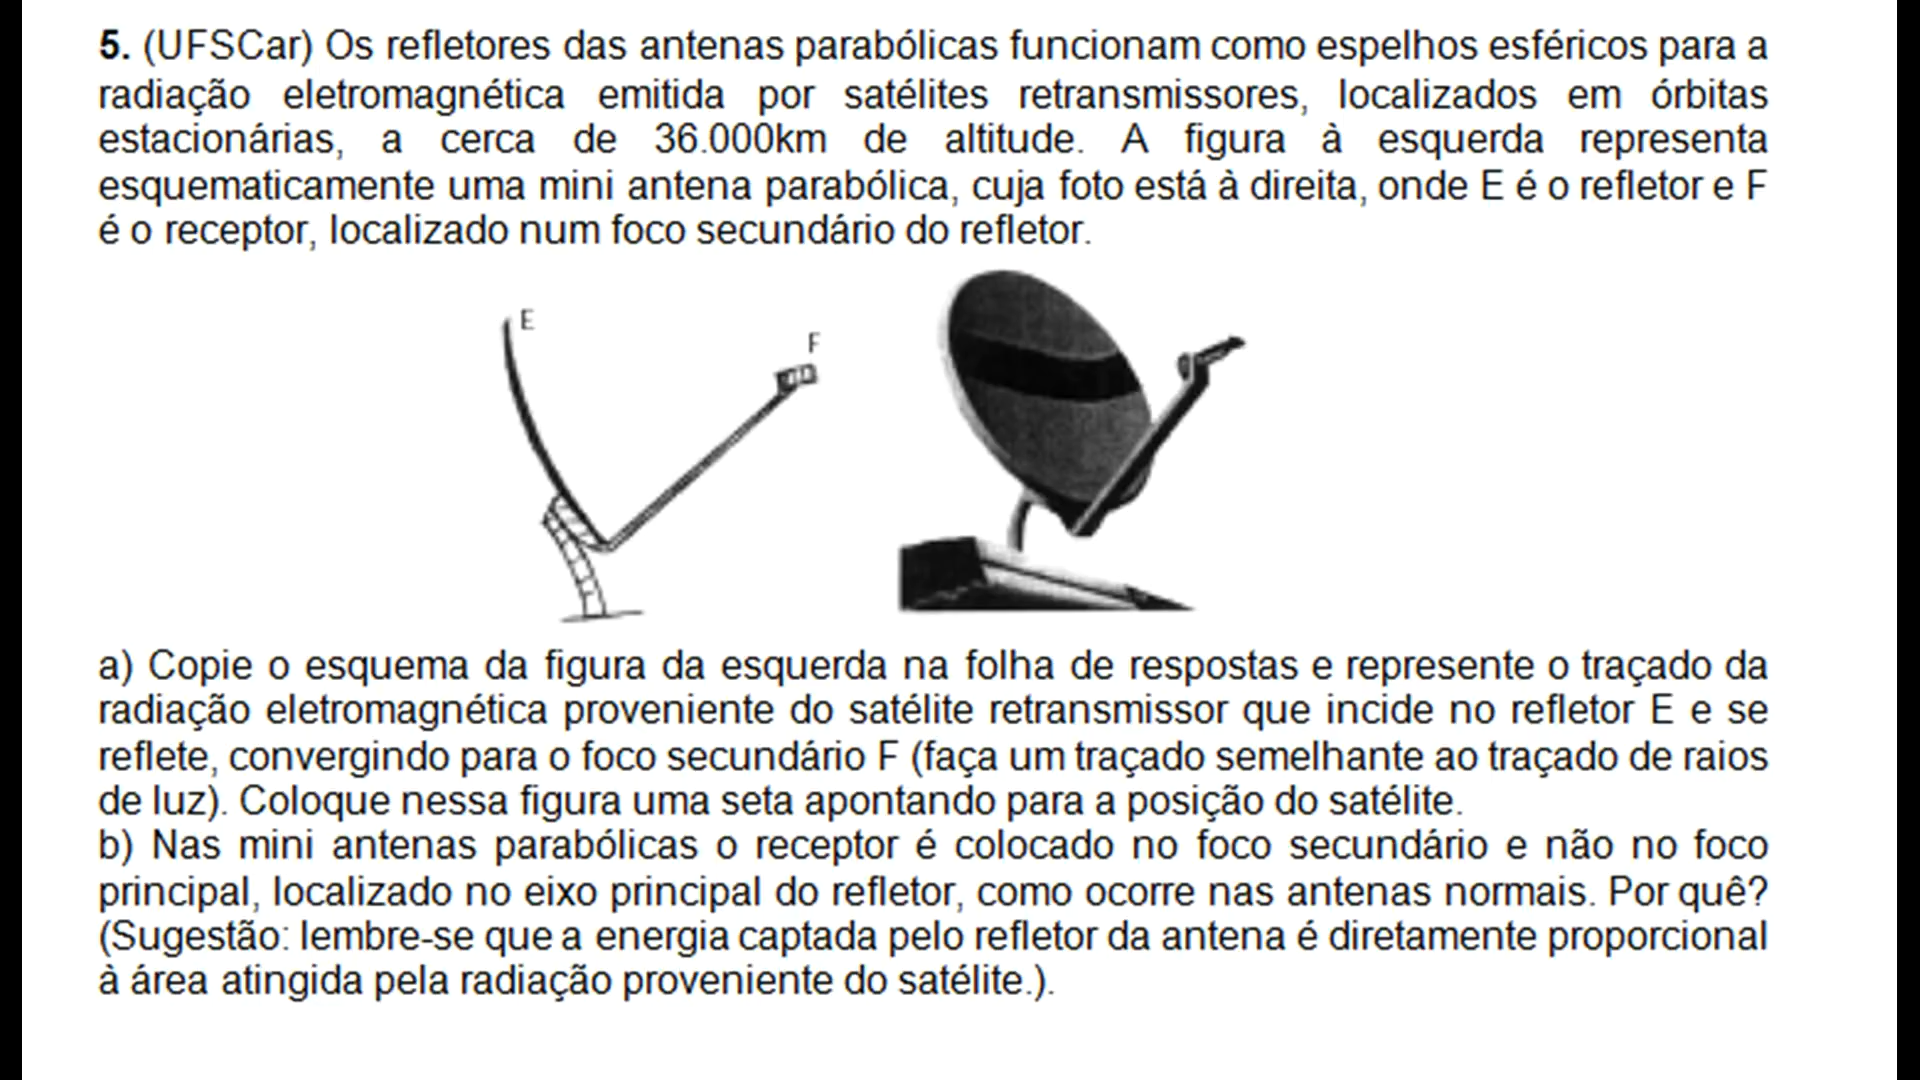 5. (UFSCar) Os refletores das antenas parabólicas funcionam como espelhos esféricos para a
radiação eletromagnética emitida por satélites retransmissores, localizados em órbitas
estacionárias, a cerca de 36.000km de altitude. A figura à esquerda representa
esquematicamente uma mini antena parabólica, cuja foto está à direita, onde E é o refletor e F
é o receptor, localizado num foco secundário do refletor.
E
F
a) Copie o esquema da figura da esquerda na folha de respostas e represente o traçado da
radiação eletromagnética proveniente do satélite retransmissor que incide no refletor E e se
reflete, convergindo para o foco secundário F (faça um traçado semelhante ao traçado de raios
de luz). Coloque nessa figura uma seta apontando para a posição do satélite.
b) Nas mini antenas parabólicas o receptor é colocado no foco secundário e não no foco
principal, localizado no eixo principal do refletor, como ocorre nas antenas normais. Por quê?
(Sugestão: lembre-se que a energia captada pelo refletor da antena é diretamente proporcional
à área atingida pela radiação proveniente do satélite.).